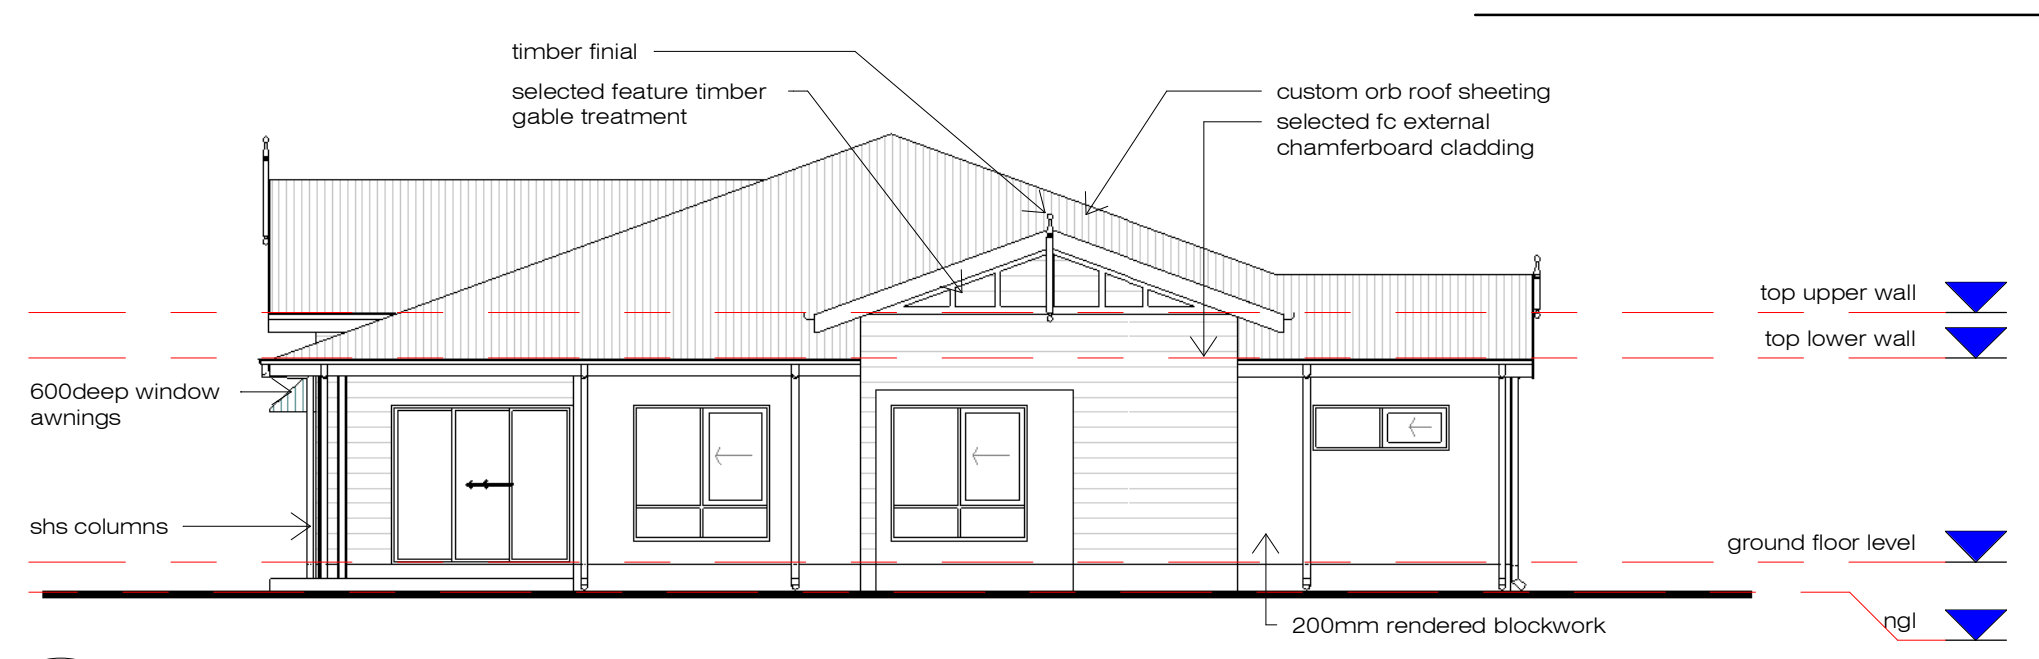 timber finial
selected feature timber
gable treatment
custom orb roof sheeting
selected fc external
chamferboard cladding
top upper wall
top lower wall
600deep window
awnings
shs columns
ground floor level
ngl
200mm rendered blockwork